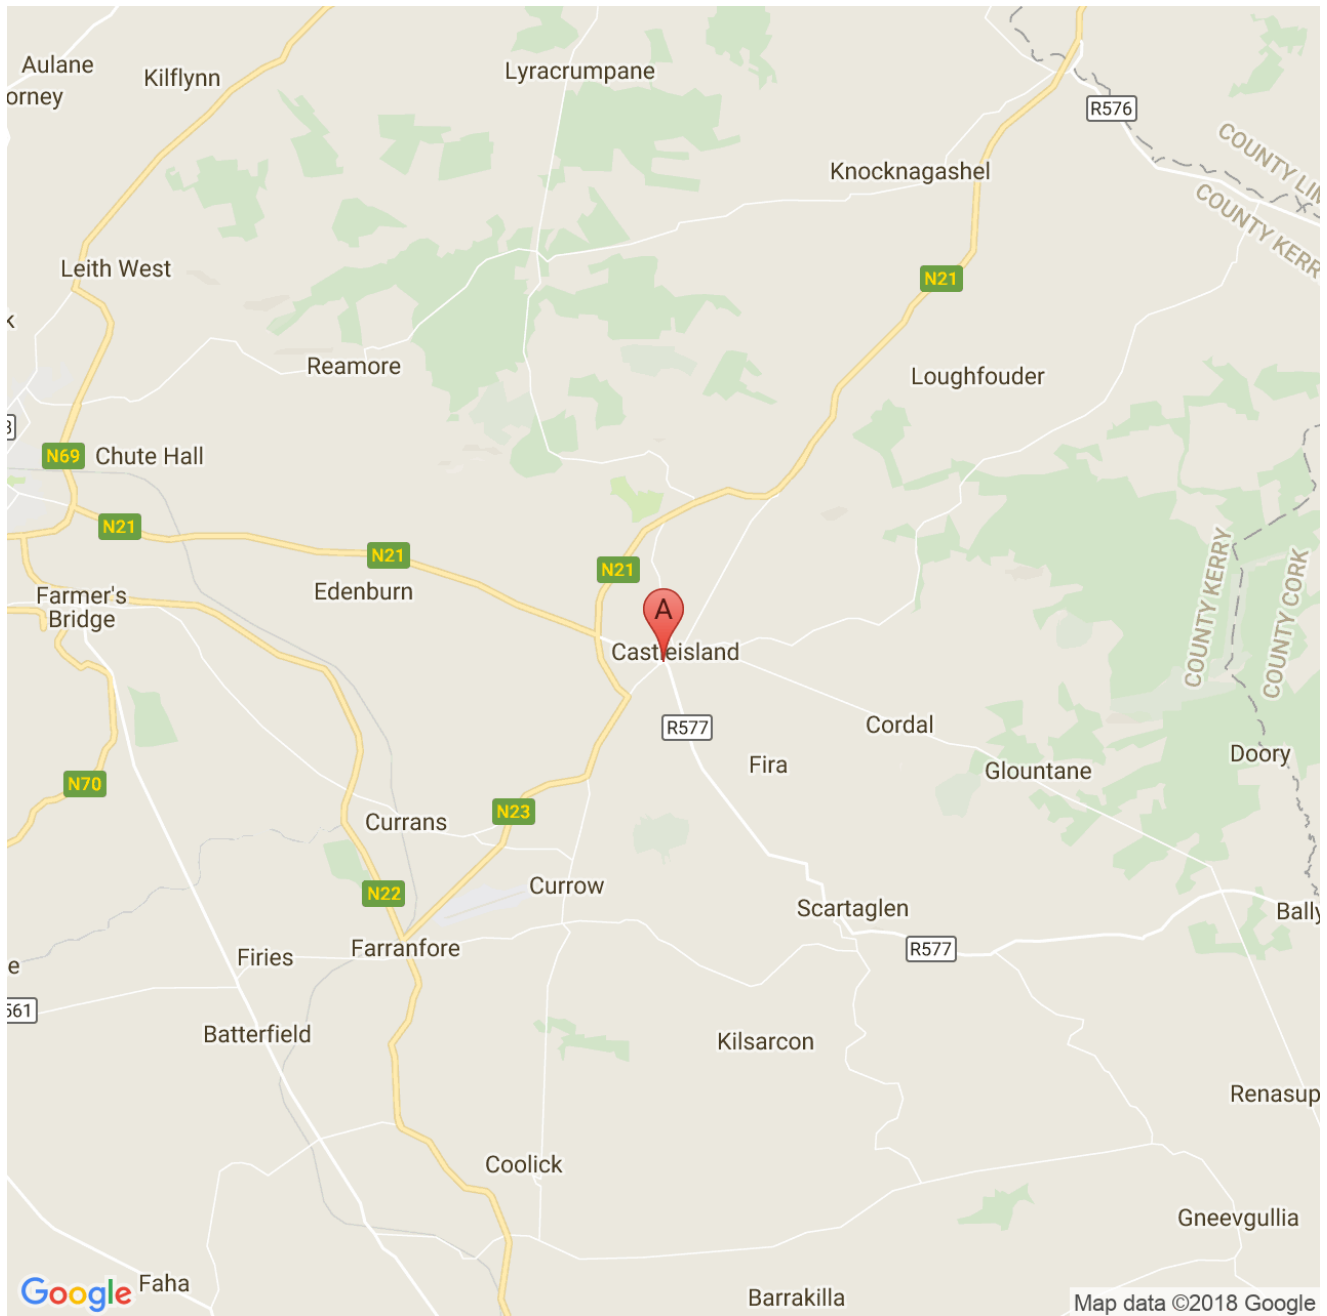 Aulane
orney
Kilflynn
Lyracrumpane
R576
COUNTY LIM
COUNTY KERR
Knocknagashel
Leith West
N21
k
Reamore
Loughfouder
3
N69
Chute Hall
N21
N21
N21
Edenburn
Farmer's
Bridge
A
Castleisland
COUNTY KERRY
COUNTY CORK
R577
Cordal
Fira
Glountane
Doory
N70
N23
Currans
N22
Currow
Scartaglen
Bally
R577
Farranfore
Firies
e
561
Batterfield
Kilsarcon
Renasup
Coolick
Gneevgullia
Faha
Google
Barrakilla
Map data ©2018 Google